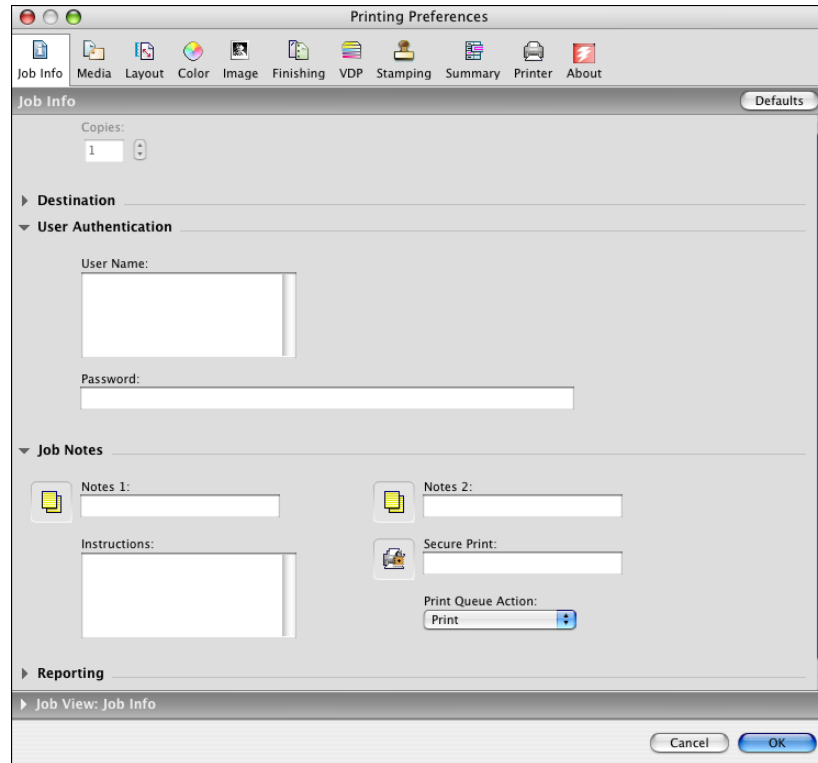 Printing Preferences
Job Info Media Layout Color Image Finishing VDP Stamping Summary Printer About
Job Info Defaults
Copies:
1
Destination
User Authentication
User Name:
Password:
Job Notes
Notes 1: Notes 2:
Instructions: Secure Print:
Print Queue Action:
Print
Reporting
Job View: Job Info
Cancel OK